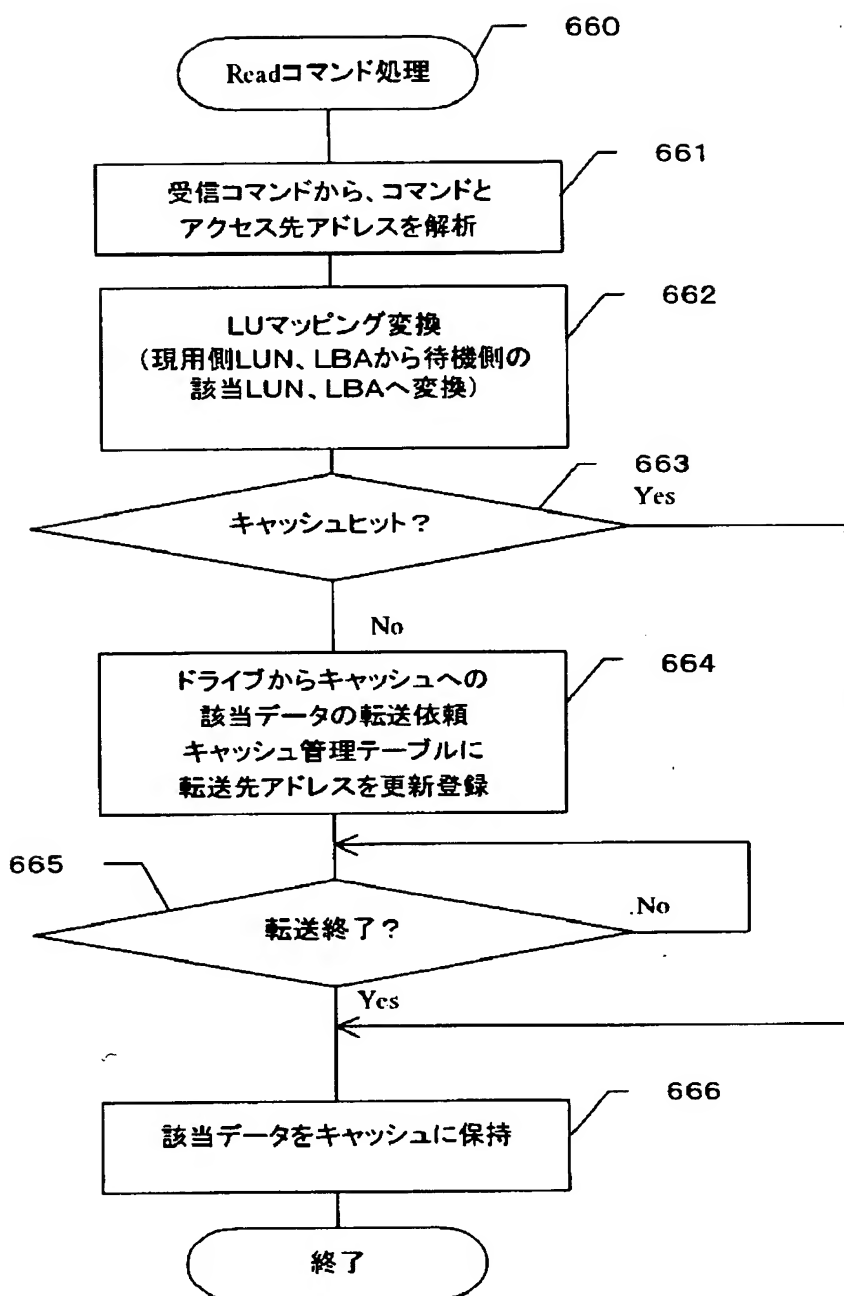 660
Readコマンド処理
661
受信コマンドから、コマンドと
アクセス先アドレスを解析
662
LUマッピング変換
(現用側LUN、LBAから待機側の
該当LUN、LBAへ変換)
663
Yes
キャッシュヒット?
No
664
ドライブからキャッシュへの
該当データの転送依頼
キャッシュ管理テーブルに
転送先アドレスを更新登録
665
No
転送終了?
Yes
666
該当データをキャッシュに保持
終了